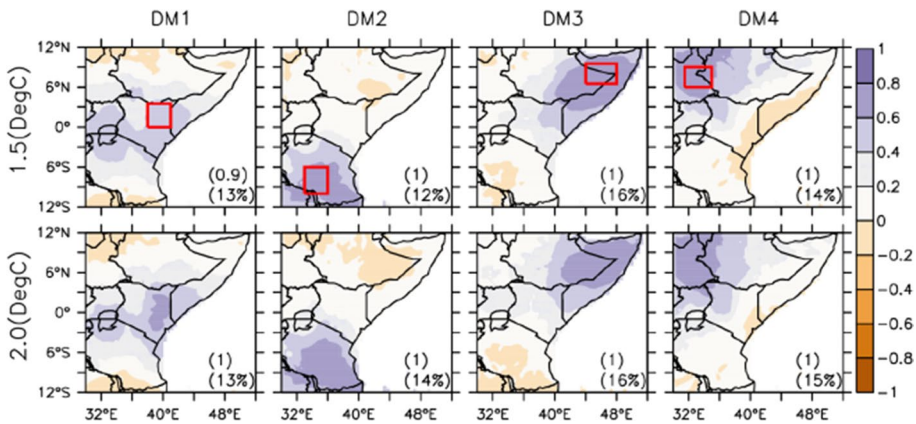 DM1 DM2 DM3 DM4
1.5(DegC)
12°N
6°N
0°
6°S
12°S
(0.9)
(13%)
(1)
(12%)
(1)
(16%)
(1)
(14%)
2.0(DegC)
12°N
6°N
0°
6°S
12°S
(1)
(13%)
(1)
(14%)
(1)
(16%)
(1)
(15%)
32°E 40°E 48°E 32°E 40°E 48°E 32°E 40°E 48°E 32°E 40°E 48°E
1
0.8
0.6
0.4
0.2
0
−0.2
−0.4
−0.6
−0.8
−1